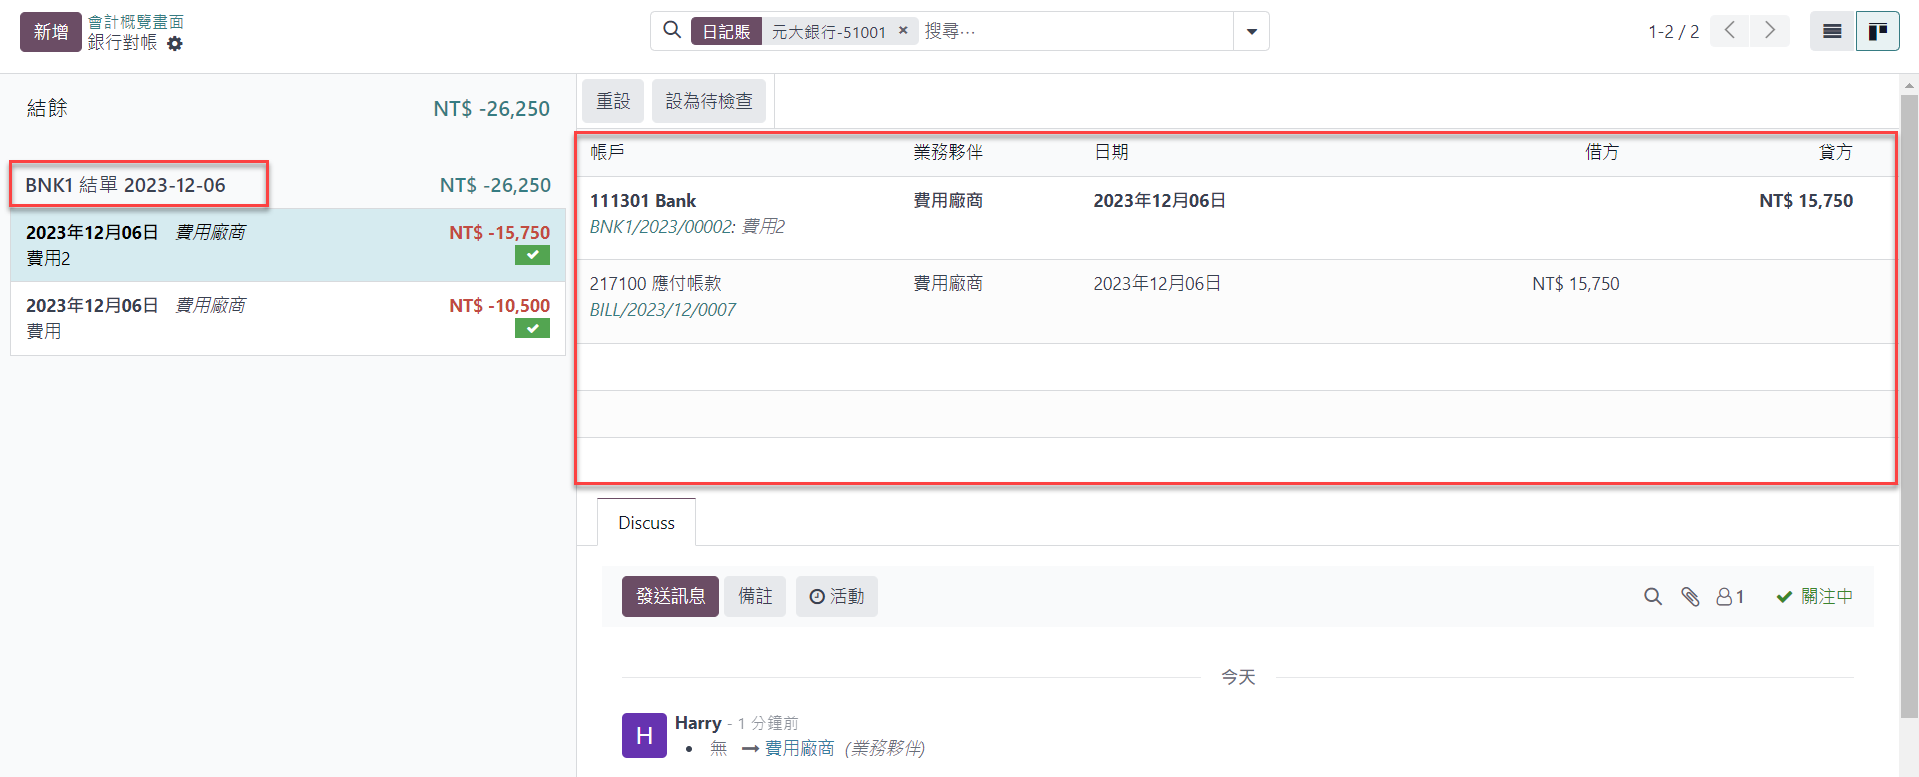 新增
會計概覽畫面
銀行對帳
日記賬 元大銀行-51001 × 搜尋…
1-2 / 2
結餘 NT$ -26,250
BNK1 結單 2023-12-06 NT$ -26,250
2023年12月06日 費用廠商 NT$ -15,750
費用2
2023年12月06日 費用廠商 NT$ -10,500
費用
重設 設為待檢查
帳戶 業務夥伴 日期 借方 貸方
111301 Bank 費用廠商 2023年12月06日 NT$ 15,750
BNK1/2023/00002: 費用2
217100 應付帳款 費用廠商 2023年12月06日 NT$ 15,750
BILL/2023/12/0007
Discuss
發送訊息 備註 活動 1 關注中
今天
H
Harry - 1 分鐘前
• 無 → 費用廠商 (業務夥伴)